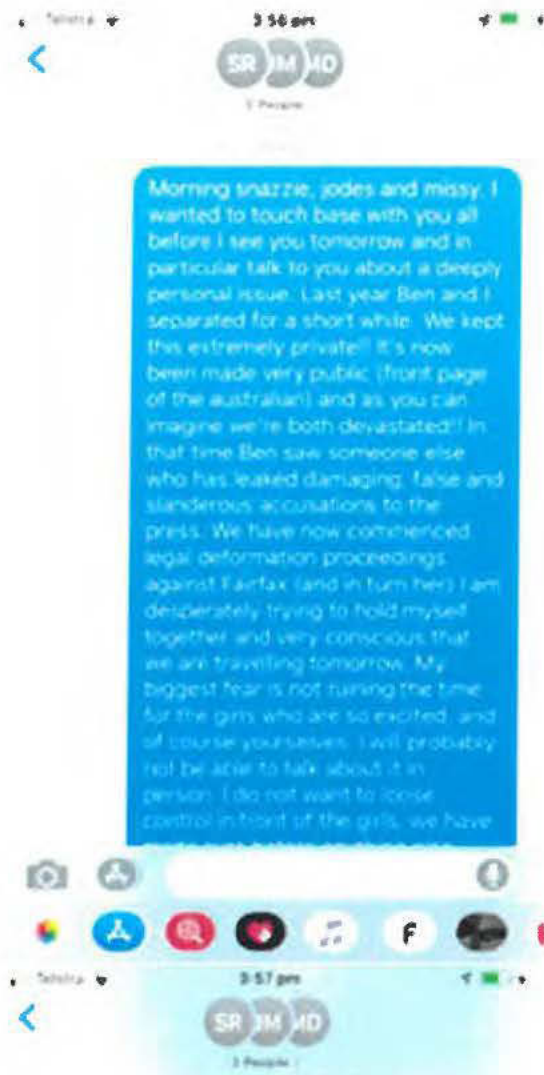 Telstra
3:56 pm
SR JM MD
3 People
Morning snazzie, jodes and missy. I
wanted to touch base with you all
before I see you tomorrow and in
particular talk to you about a deeply
personal issue. Last year Ben and I
separated for a short while. We kept
this extremely private!! It's now
been made very public (front page
of the australian) and as you can
imagine we're both devastated!! In
that time Ben saw someone else
who has leaked damaging, false and
slanderous accusations to the
press. We have now commenced
legal deformation proceedings
against Fairfax (and in turn her) I am
desperately trying to hold myself
together and very conscious that
we are travelling tomorrow. My
biggest fear is not ruining the time
for the girls who are so excited, and
of course yourselves. I will probably
not be able to talk about it in
person. I do not want to loose
control in front of the girls, we have
F
Telstra
3:57 pm
SR JM MD
3 People